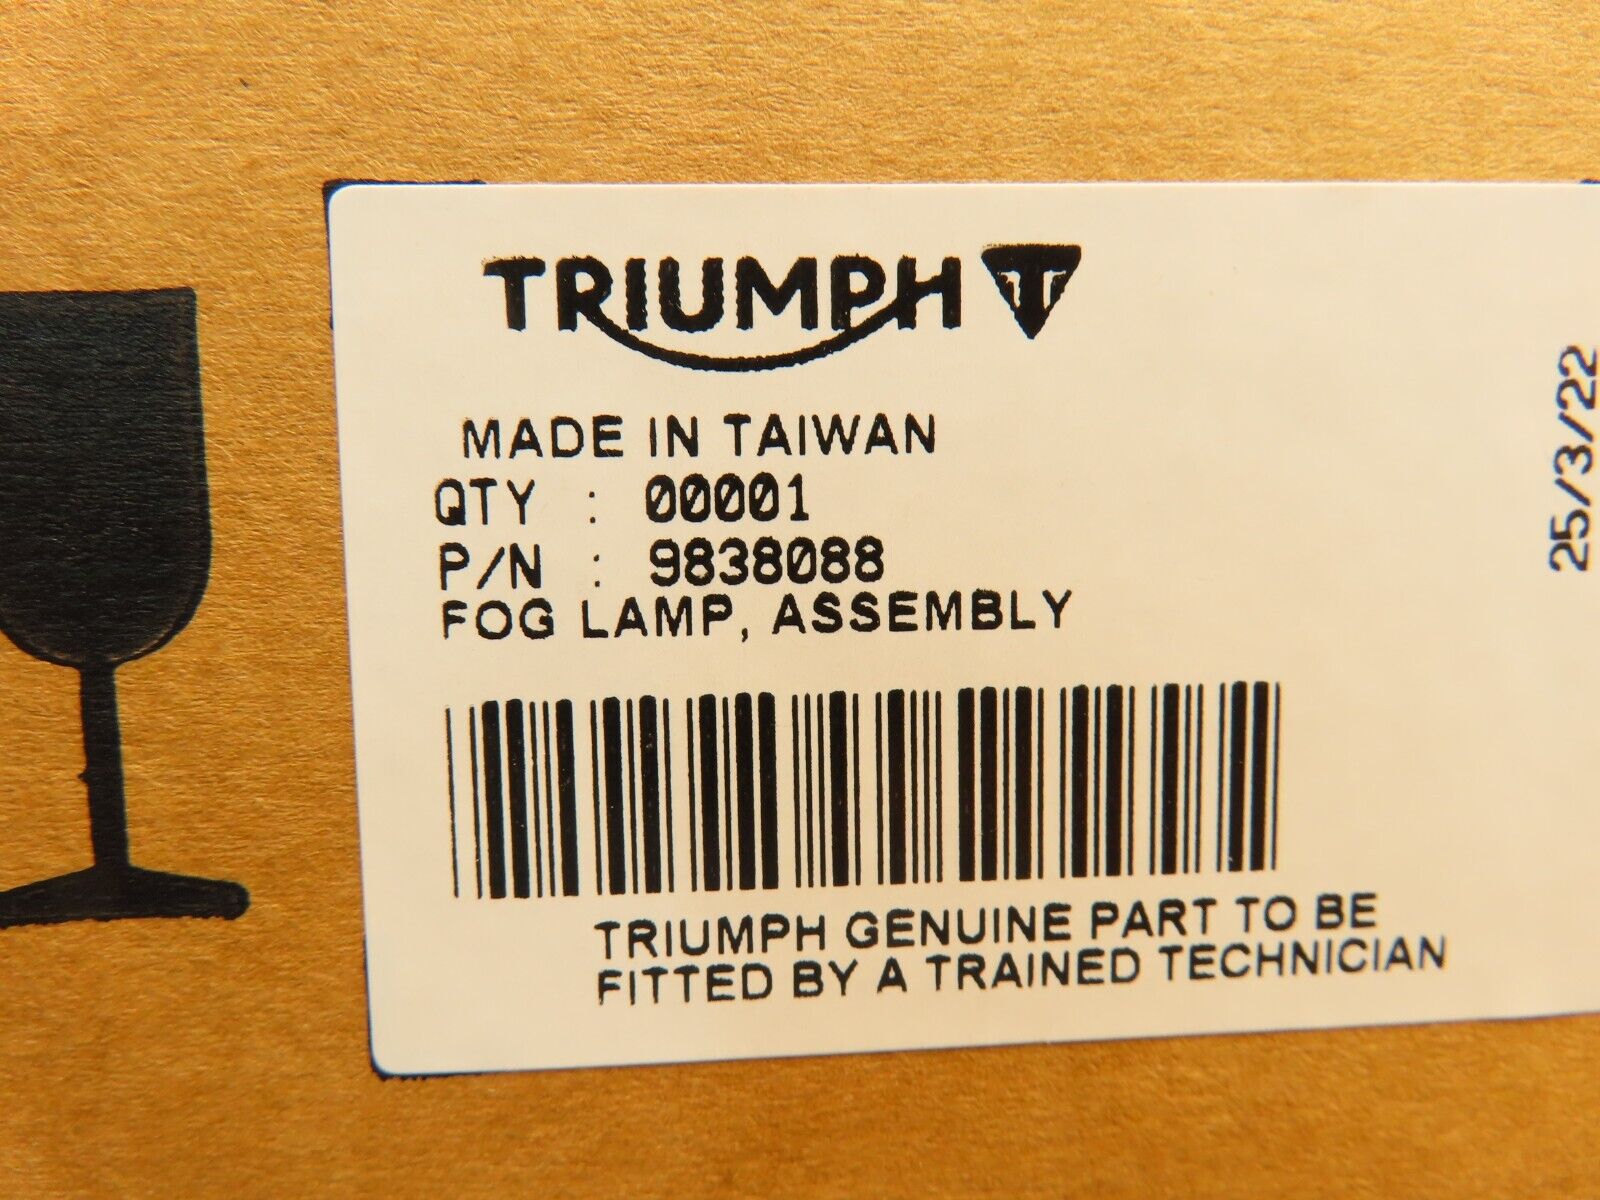 TRIUMPH
MADE IN TAIWAN
QTY : 00001
P/N : 9838088
FOG LAMP, ASSEMBLY
TRIUMPH GENUINE PART TO BE
FITTED BY A TRAINED TECHNICIAN
25/3/22